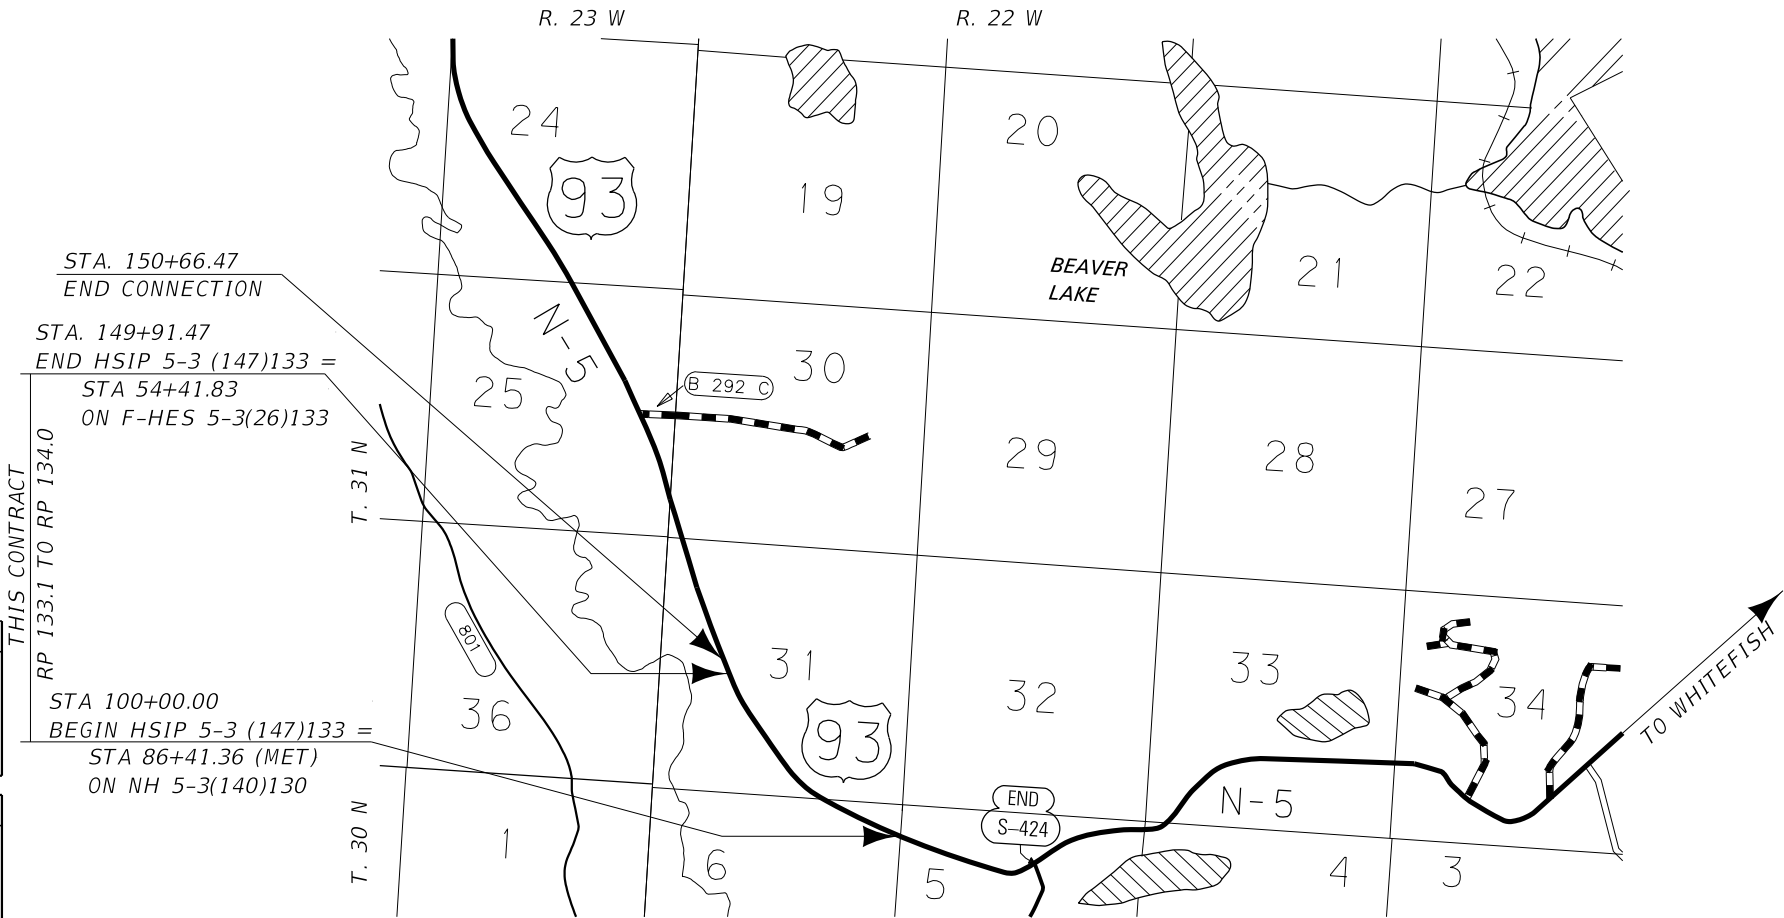 R. 23 W
R. 22 W
24
93
19
20
21
22
BEAVER
LAKE
STA. 150+66.47
END CONNECTION
STA. 149+91.47
END HSIP 5-3 (147)133 =
STA 54+41.83
ON F-HES 5-3(26)133
N-5
25
B 292 C
30
29
28
27
T. 31 N
THIS CONTRACT
RP 133.1 TO RP 134.0
801
STA 100+00.00
BEGIN HSIP 5-3 (147)133 =
STA 86+41.36 (MET)
ON NH 5-3(140)130
36
31
93
32
33
34
TO WHITEFISH
N-5
END
S-424
T. 30 N
1
6
5
4
3